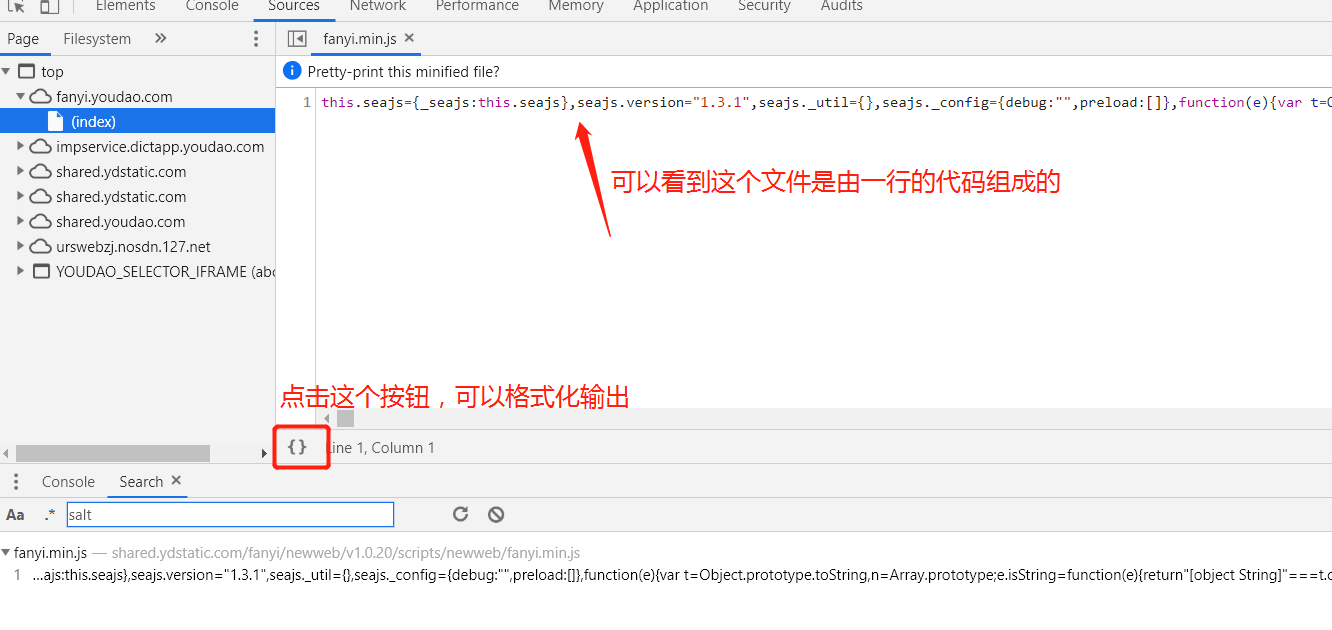 Elements Console Sources Network Performance Memory Application Security Audits
Page Filesystem » fanyi.min.js ×
top
Pretty-print this minified file?
fanyi.youdao.com
1 this.seajs={_seajs:this.seajs},seajs.version="1.3.1",seajs._util={},seajs._config={debug:"",preload:[]},function(e){var t=O
(index)
impservice.dictapp.youdao.com
shared.ydstatic.com
可以看到这个文件是由一行的代码组成的
shared.ydstatic.com
shared.youdao.com
urswebzj.nosdn.127.net
YOUDAO_SELECTOR_IFRAME (abo
点击这个按钮，可以格式化输出
{} Line 1, Column 1
Console Search ×
Aa .* salt
fanyi.min.js — shared.ydstatic.com/fanyi/newweb/v1.0.20/scripts/newweb/fanyi.min.js
1 …ajs:this.seajs},seajs.version="1.3.1",seajs._util={},seajs._config={debug:"",preload:[]},function(e){var t=Object.prototype.toString,n=Array.prototype;e.isString=function(e){return"[object String]"===t.c